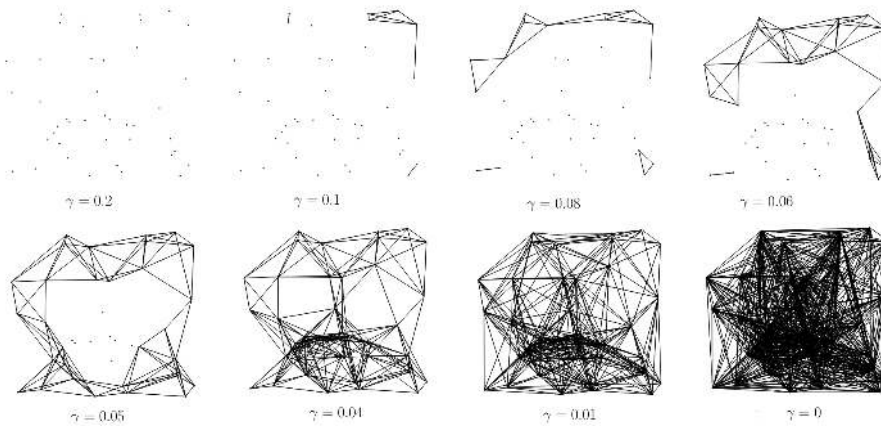 γ = 0.2
γ = 0.1
γ = 0.08
γ = 0.06
γ = 0.05
γ = 0.04
γ = 0.01
γ = 0